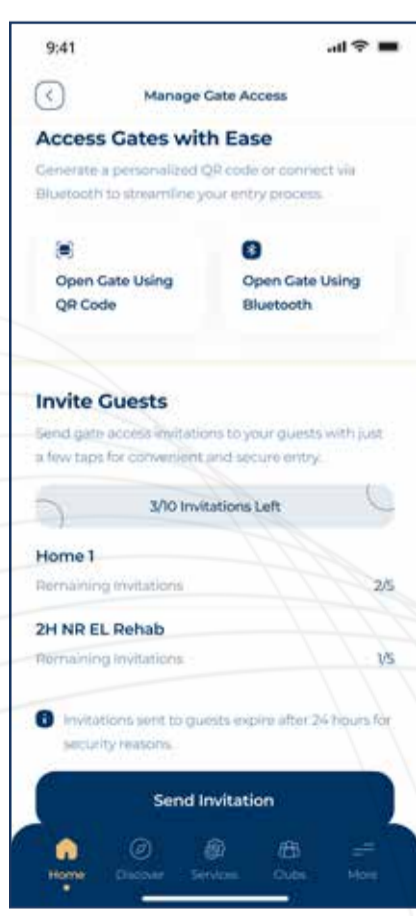 9:41
Manage Gate Access
Access Gates with Ease
Generate a personalized QR code or connect via
Bluetooth to streamline your entry process.
Open Gate Using
QR Code
Open Gate Using
Bluetooth
Invite Guests
Send gate access invitations to your guests with just
a few taps for convenient and secure entry.
3/10 Invitations Left
Home 1
Remaining Invitations
2/5
2H NR EL Rehab
Remaining Invitations
1/5
Invitations sent to guests expire after 24 hours for
security reasons.
Send Invitation
Home
Discover
Services
Clubs
More